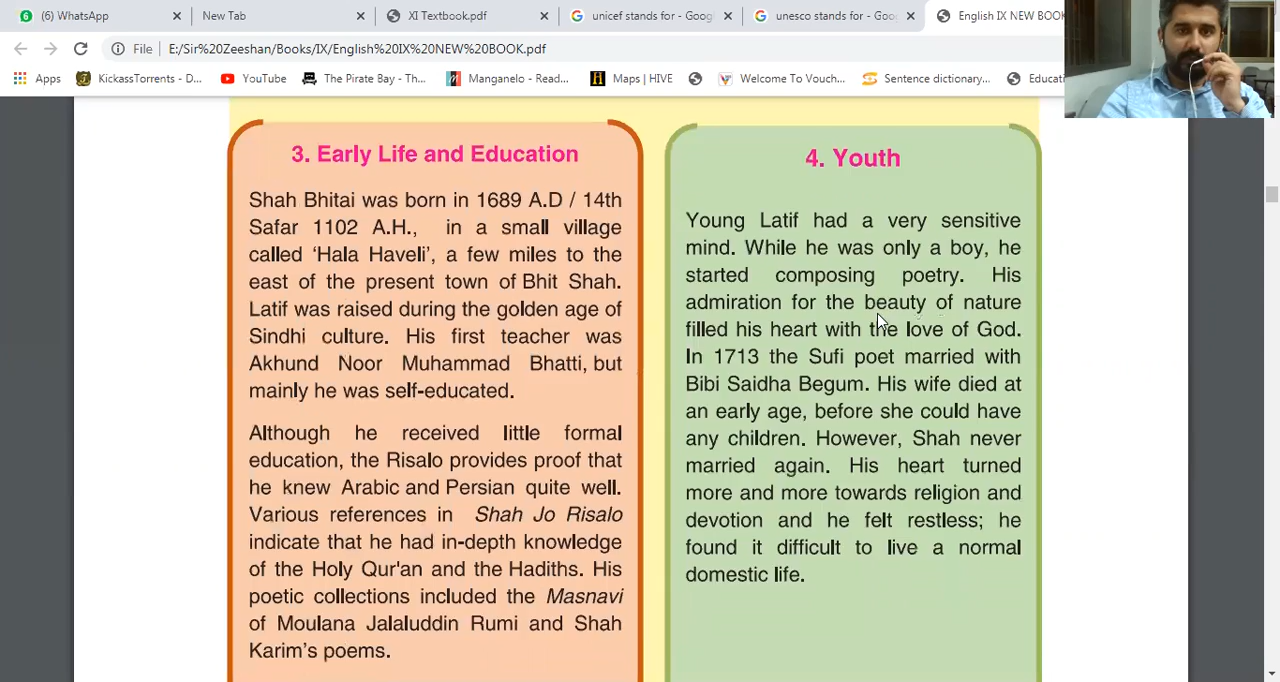 (6) WhatsApp
New Tab
XI Textbook.pdf
unicef stands for - Goog
unesco stands for - Goo
English IX NEW BOOK
File
E:/Sir%20Zeeshan/Books/IX/English%20IX%20NEW%20BOOK.pdf
Apps
KickassTorrents - D...
YouTube
The Pirate Bay - Th...
Manganelo - Read...
Maps | HIVE
Welcome To Vouch...
Sentence dictionary...
Educati
3. Early Life and Education
Shah Bhitai was born in 1689 A.D / 14th
Safar 1102 A.H., in a small village
called ‘Hala Haveli’, a few miles to the
east of the present town of Bhit Shah.
Latif was raised during the golden age of
Sindhi culture. His first teacher was
Akhund Noor Muhammad Bhatti, but
mainly he was self-educated.
Although he received little formal
education, the Risalo provides proof that
he knew Arabic and Persian quite well.
Various references in Shah Jo Risalo
indicate that he had in-depth knowledge
of the Holy Qur'an and the Hadiths. His
poetic collections included the Masnavi
of Moulana Jalaluddin Rumi and Shah
Karim’s poems.
4. Youth
Young Latif had a very sensitive
mind. While he was only a boy, he
started composing poetry. His
admiration for the beauty of nature
filled his heart with the love of God.
In 1713 the Sufi poet married with
Bibi Saidha Begum. His wife died at
an early age, before she could have
any children. However, Shah never
married again. His heart turned
more and more towards religion and
devotion and he felt restless; he
found it difficult to live a normal
domestic life.